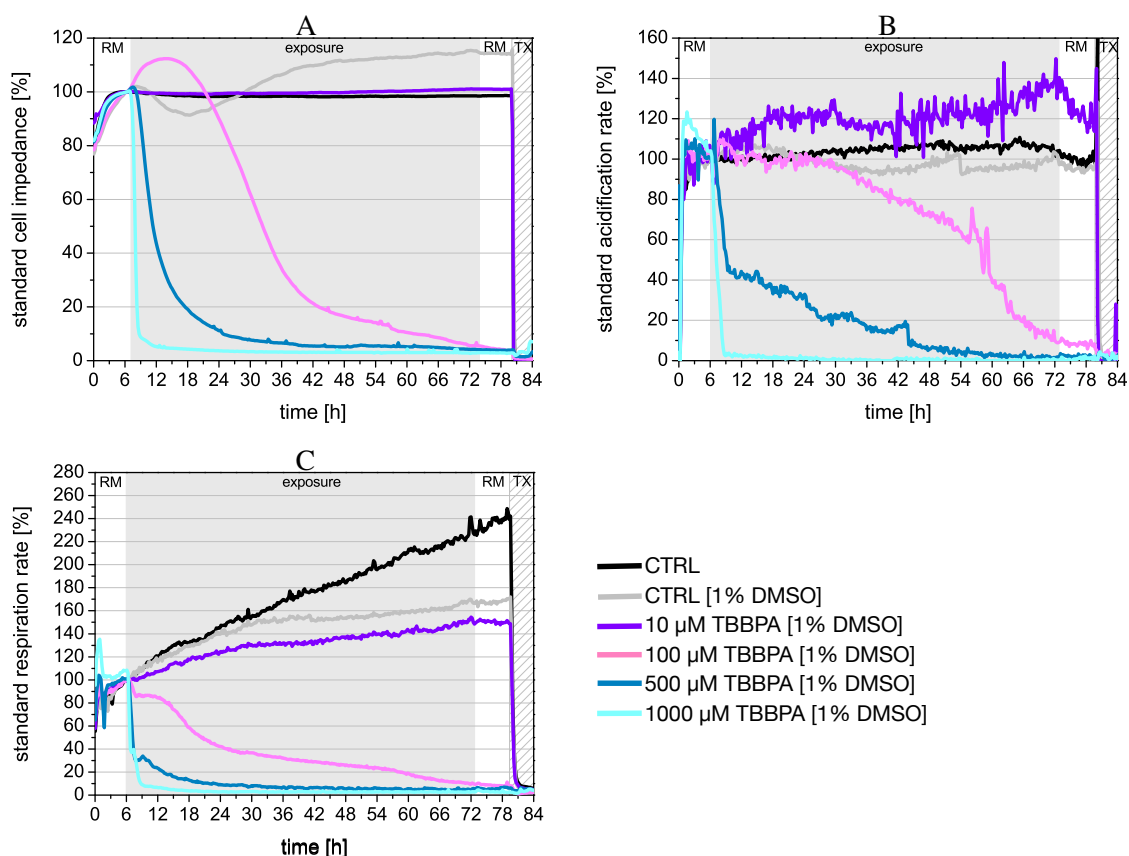 A
RM exposure RM TX
standard cell impedance [%]
120
100
80
60
40
20
0
0 6 12 18 24 30 36 42 48 54 60 66 72 78 84
time [h]
B
RM exposure RM TX
standard acidification rate [%]
160
140
120
100
80
60
40
20
0
0 6 12 18 24 30 36 42 48 54 60 66 72 78 84
time [h]
C
RM exposure RM TX
standard respiration rate [%]
280
260
240
220
200
180
160
140
120
100
80
60
40
20
0
0 6 12 18 24 30 36 42 48 54 60 66 72 78 84
time [h]
CTRL
CTRL [1% DMSO]
10 µM TBBPA [1% DMSO]
100 µM TBBPA [1% DMSO]
500 µM TBBPA [1% DMSO]
1000 µM TBBPA [1% DMSO]